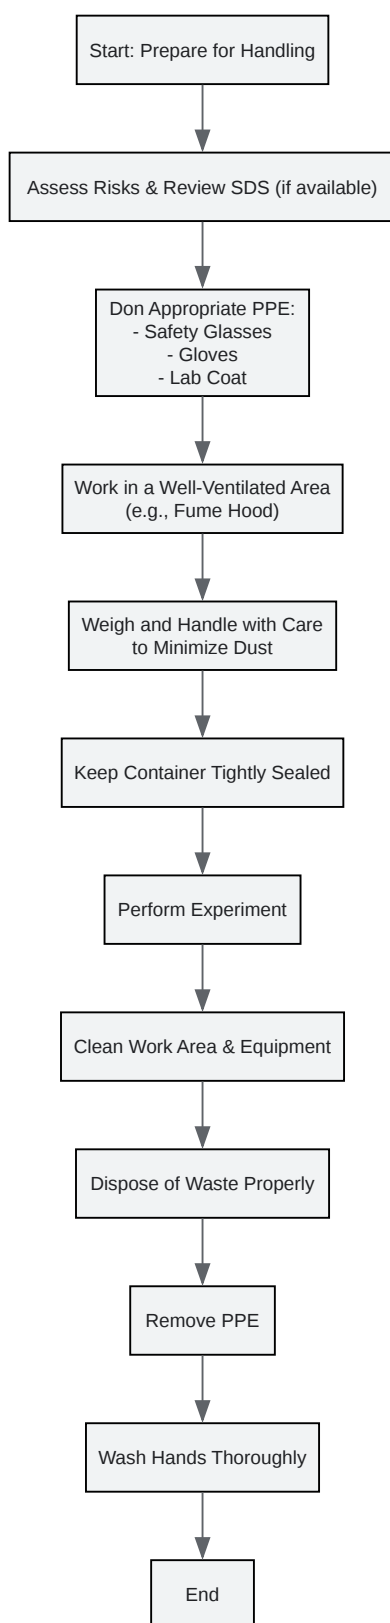 Start: Prepare for Handling
Assess Risks & Review SDS (if available)
Don Appropriate PPE:
- Safety Glasses
- Gloves
- Lab Coat
Work in a Well-Ventilated Area
(e.g., Fume Hood)
Weigh and Handle with Care
to Minimize Dust
Keep Container Tightly Sealed
Perform Experiment
Clean Work Area & Equipment
Dispose of Waste Properly
Remove PPE
Wash Hands Thoroughly
End